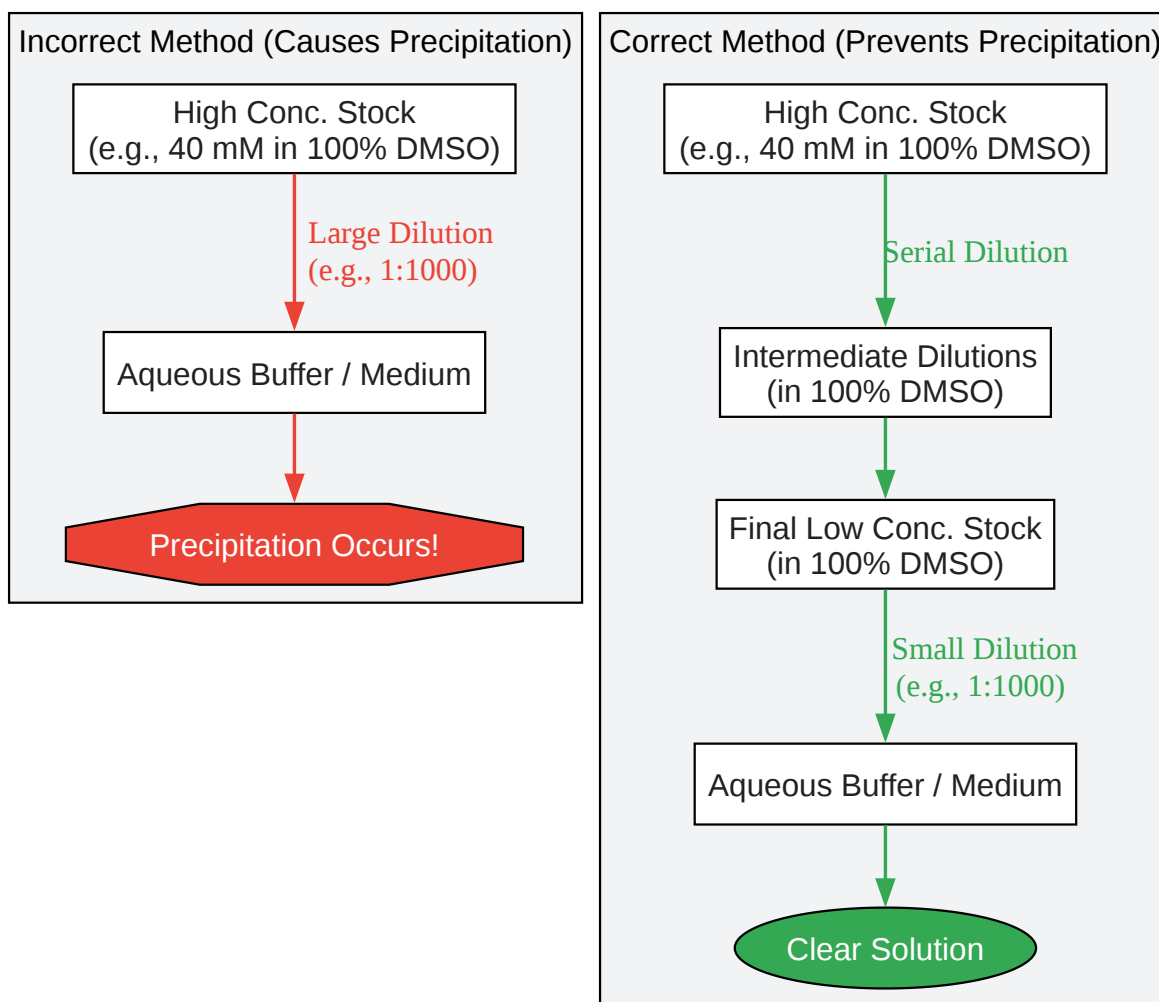 Incorrect Method (Causes Precipitation)
High Conc. Stock
(e.g., 40 mM in 100% DMSO)
Large Dilution
(e.g., 1:1000)
Aqueous Buffer / Medium
Precipitation Occurs!
Correct Method (Prevents Precipitation)
High Conc. Stock
(e.g., 40 mM in 100% DMSO)
Serial Dilution
Intermediate Dilutions
(in 100% DMSO)
Final Low Conc. Stock
(in 100% DMSO)
Small Dilution
(e.g., 1:1000)
Aqueous Buffer / Medium
Clear Solution